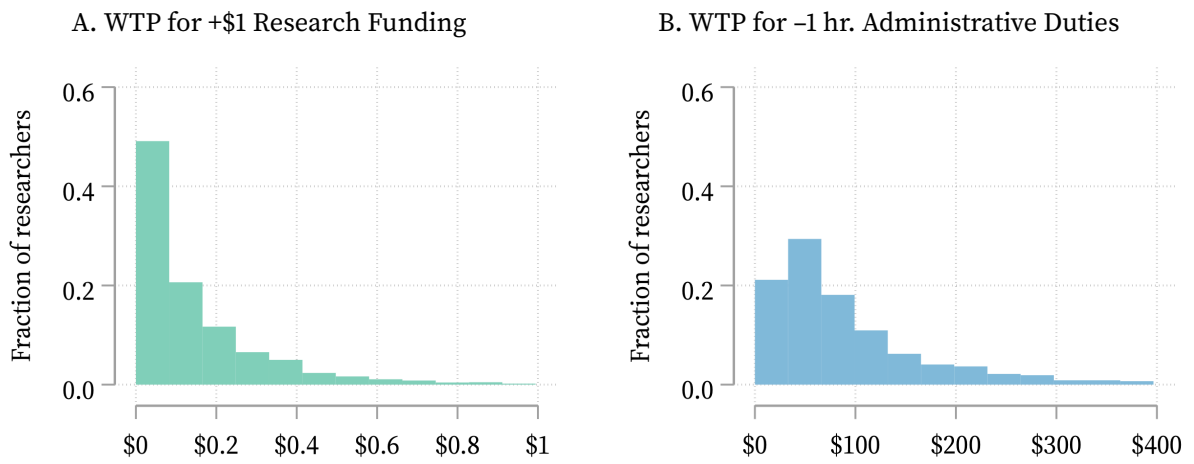 A. WTP for +$1 Research Funding
Fraction of researchers
0.6
0.4
0.2
0.0
$0 $0.2 $0.4 $0.6 $0.8 $1
B. WTP for –1 hr. Administrative Duties
Fraction of researchers
0.6
0.4
0.2
0.0
$0 $100 $200 $300 $400